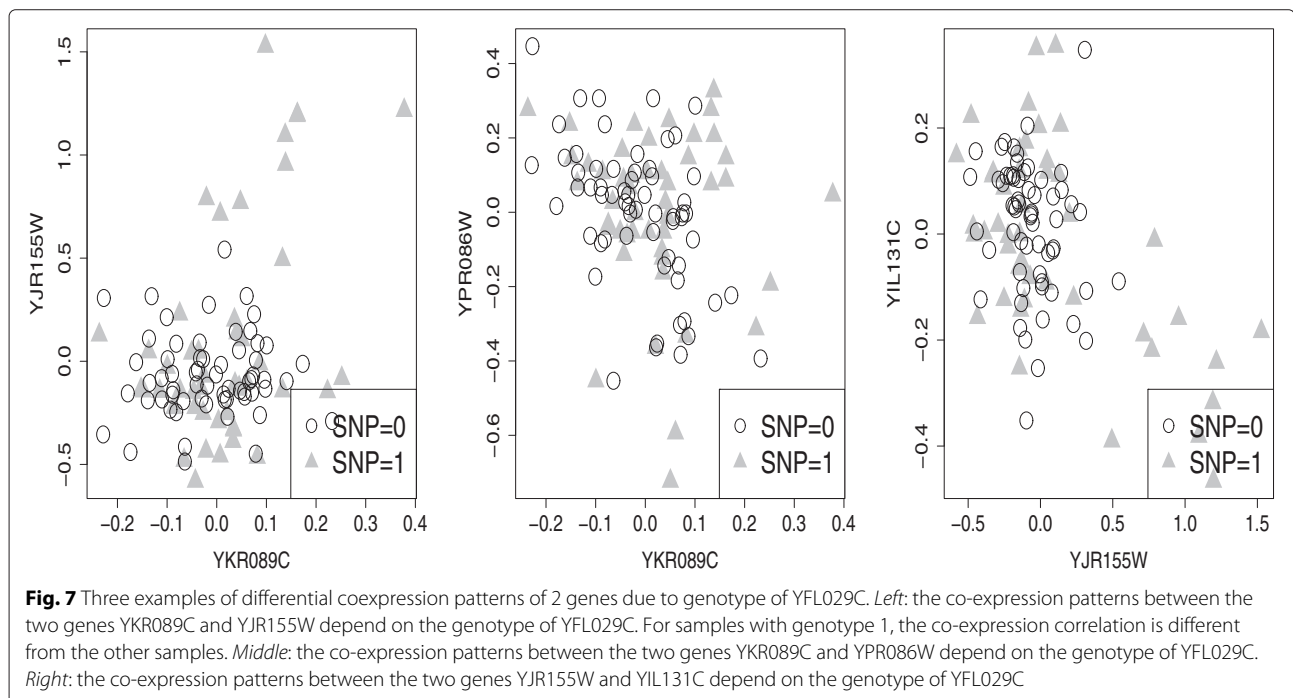 YJR155W
1.5
1.0
0.5
0.0
−0.5
−0.2 −0.1 0.0 0.1 0.2 0.3 0.4
YKR089C
SNP=0
SNP=1
YPR086W
0.4
0.2
0.0
−0.2
−0.4
−0.6
−0.2 −0.1 0.0 0.1 0.2 0.3 0.4
YKR089C
SNP=0
SNP=1
YIL131C
0.2
0.0
−0.2
−0.4
−0.5 0.0 0.5 1.0 1.5
YJR155W
SNP=0
SNP=1
Fig. 7 Three examples of differential coexpression patterns of 2 genes due to genotype of YFL029C. Left: the co-expression patterns between the
two genes YKR089C and YJR155W depend on the genotype of YFL029C. For samples with genotype 1, the co-expression correlation is different
from the other samples. Middle: the co-expression patterns between the two genes YKR089C and YPR086W depend on the genotype of YFL029C.
Right: the co-expression patterns between the two genes YJR155W and YIL131C depend on the genotype of YFL029C